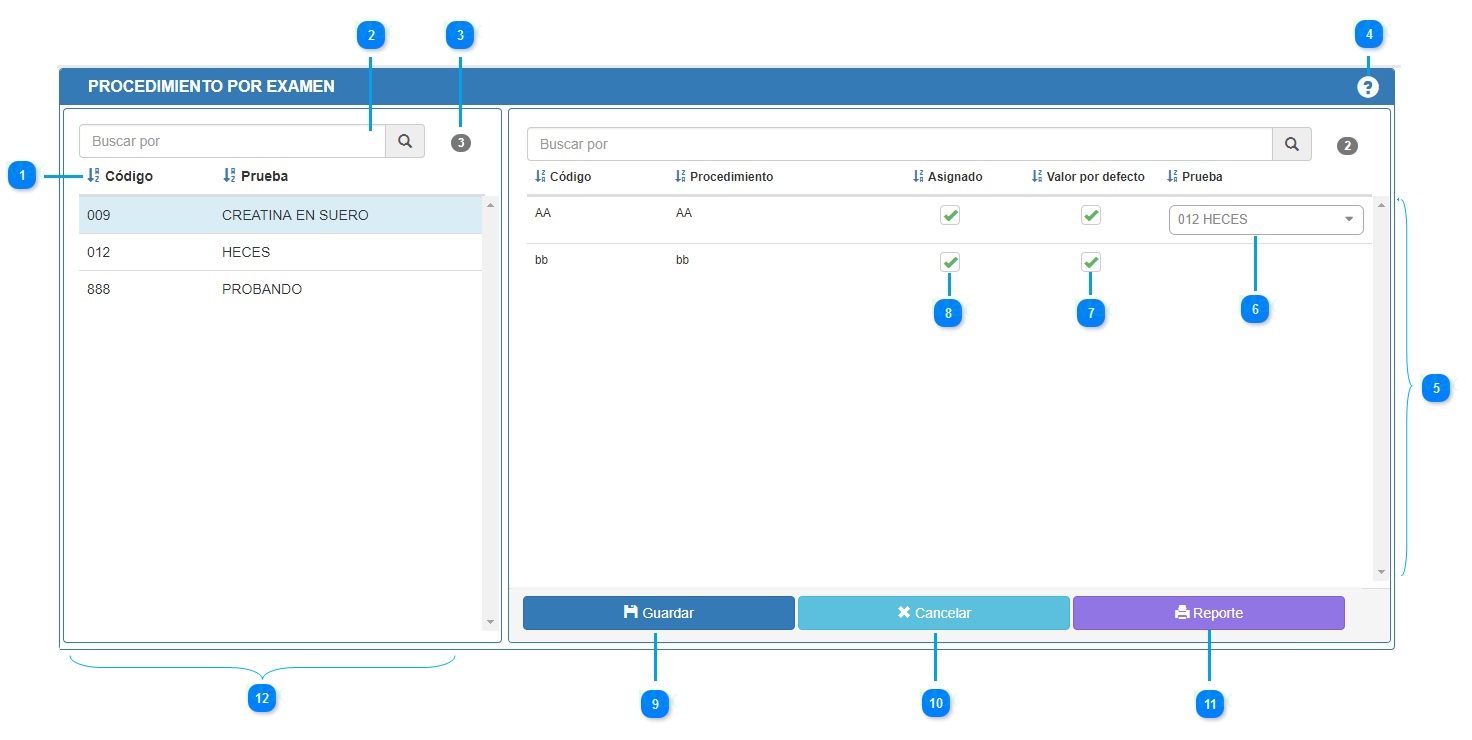 2
3
4
PROCEDIMIENTO POR EXAMEN
?
Buscar por
3
Buscar por
2
1
Código
Prueba
Código
Procedimiento
Asignado
Valor por defecto
Prueba
009
CREATINA EN SUERO
AA
AA
012 HECES
012
HECES
bb
bb
888
PROBANDO
8
7
6
5
Guardar
Cancelar
Reporte
12
9
10
11